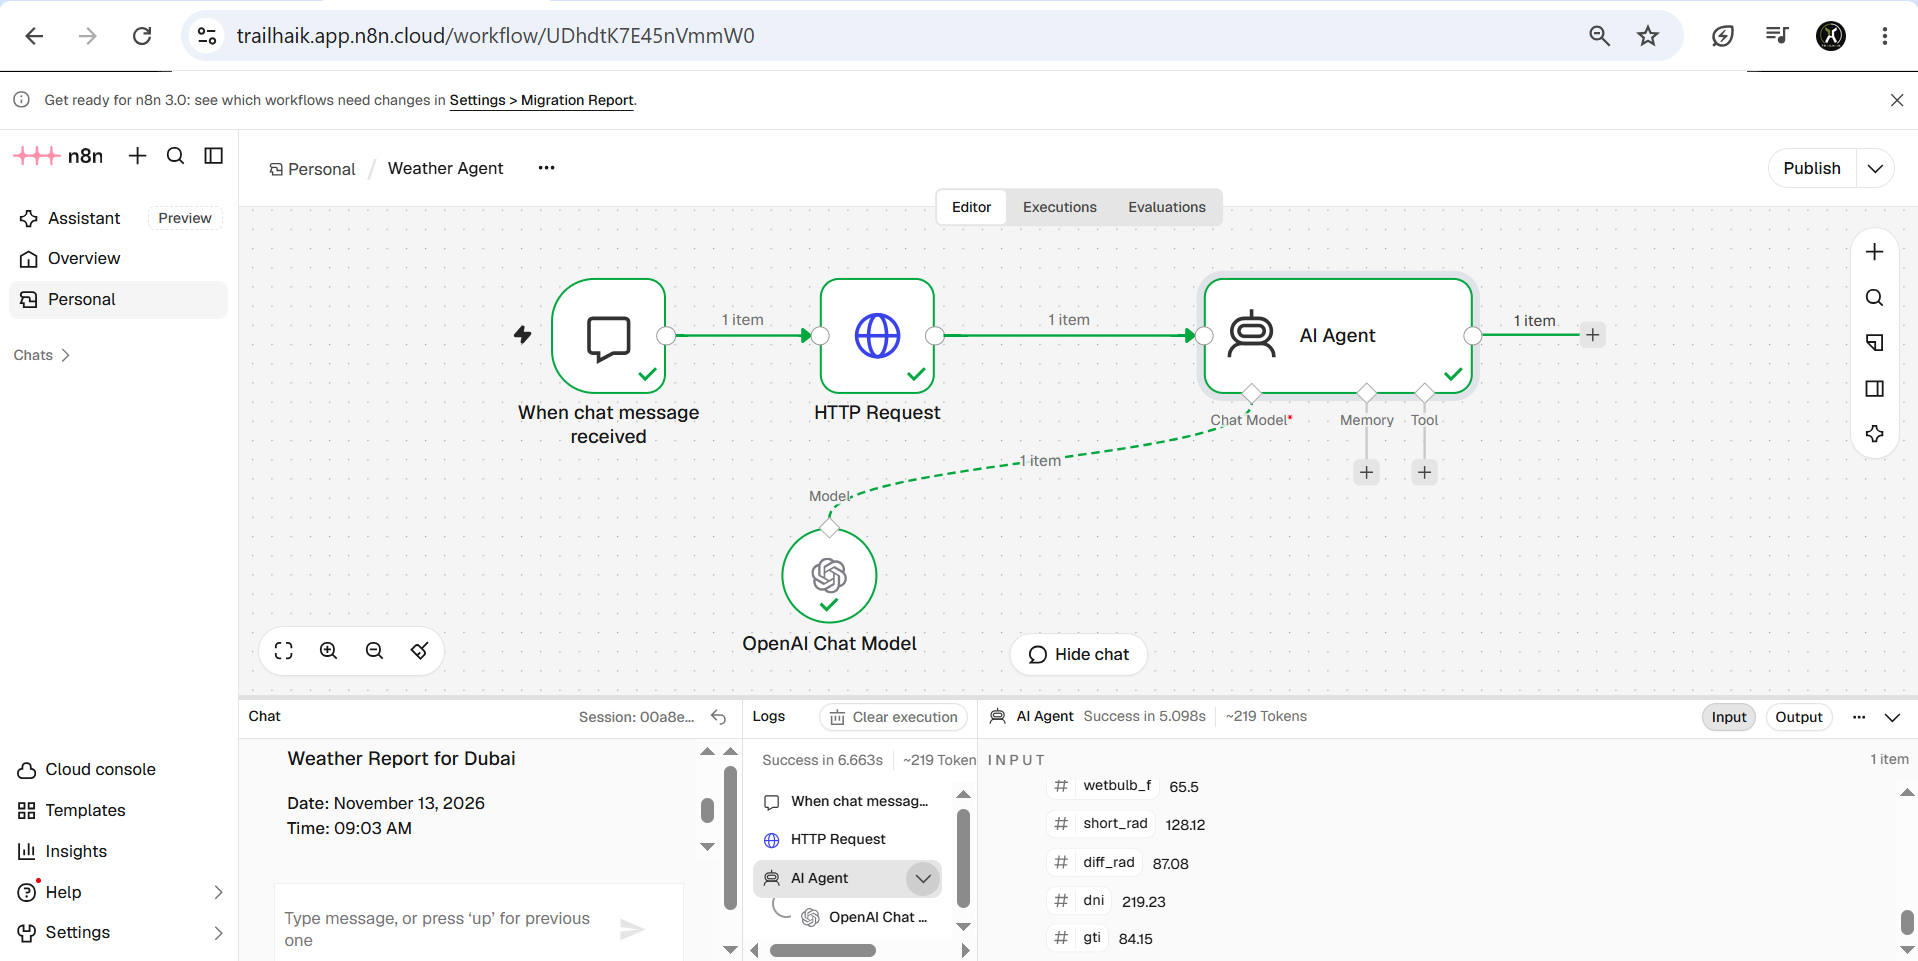 trailhaik.app.n8n.cloud/workflow/UDhdtK7E45nVmmW0
Get ready for n8n 3.0: see which workflows need changes in Settings > Migration Report.
n8n
Personal / Weather Agent
Publish
Assistant Preview
Overview
Personal
Chats
Editor Executions Evaluations
1 item
1 item
AI Agent
1 item
When chat message
received
HTTP Request
Chat Model*
Memory
Tool
1 item
Model
OpenAI Chat Model
Hide chat
Cloud console
Templates
Insights
Help
Settings
Chat
Session: 00a8e...
Weather Report for Dubai
Date: November 13, 2026
Time: 09:03 AM
Type message, or press ‘up’ for previous
one
Logs
Clear execution
Success in 6.663s ~219 Token
When chat messag...
HTTP Request
AI Agent
OpenAI Chat ...
AI Agent Success in 5.098s ~219 Tokens
Input Output
INPUT
1 item
# wetbulb_f 65.5
# short_rad 128.12
# diff_rad 87.08
# dni 219.23
# gti 84.15